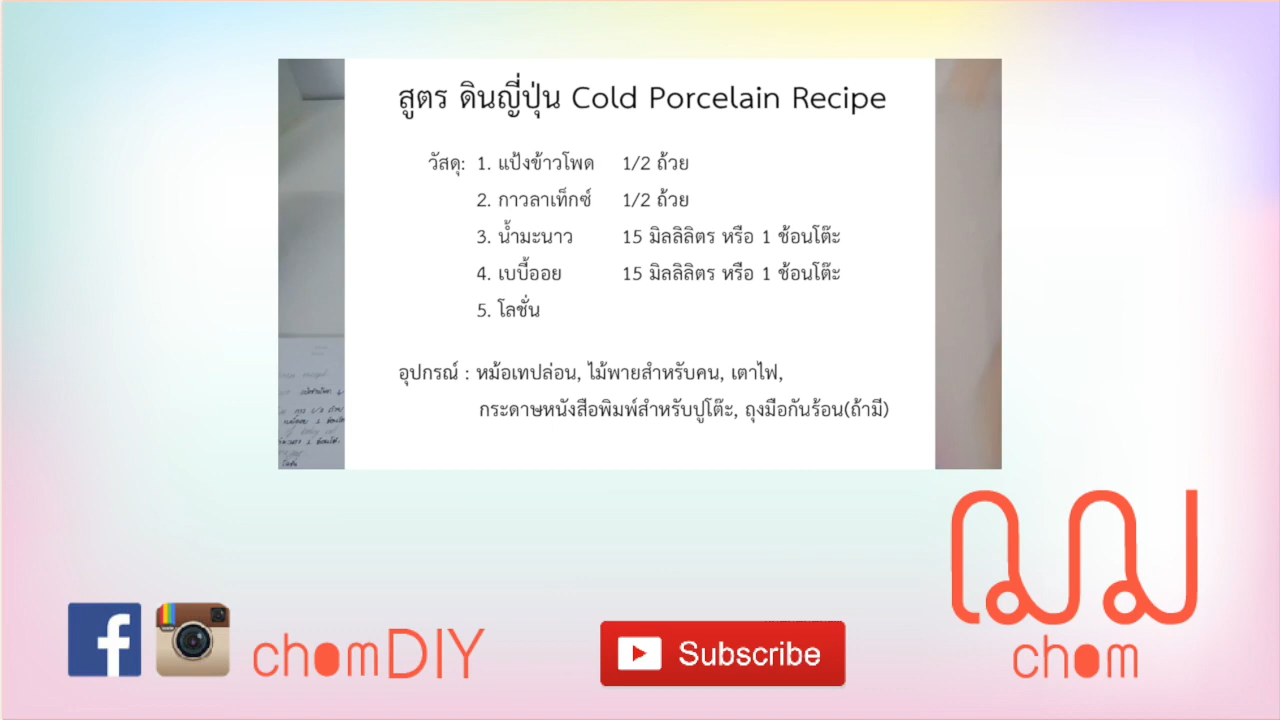 สูตร ดินญี่ปุ่น Cold Porcelain Recipe
วัสดุ: 1. แป้งข้าวโพด 1/2 ถ้วย
2. กาวลาเท็กซ์ 1/2 ถ้วย
3. น้ำมะนาว 15 มิลลิลิตร หรือ 1 ช้อนโต๊ะ
4. เบบี้ออย 15 มิลลิลิตร หรือ 1 ช้อนโต๊ะ
5. โลชั่น
อุปกรณ์ : หม้อเทปล่อน, ไม้พายสำหรับคน, เตาไฟ,
กระดาษหนังสือพิมพ์สำหรับปูโต๊ะ, ถุงมือกันร้อน(ถ้ามี)
chomDIY
Subscribe
chom